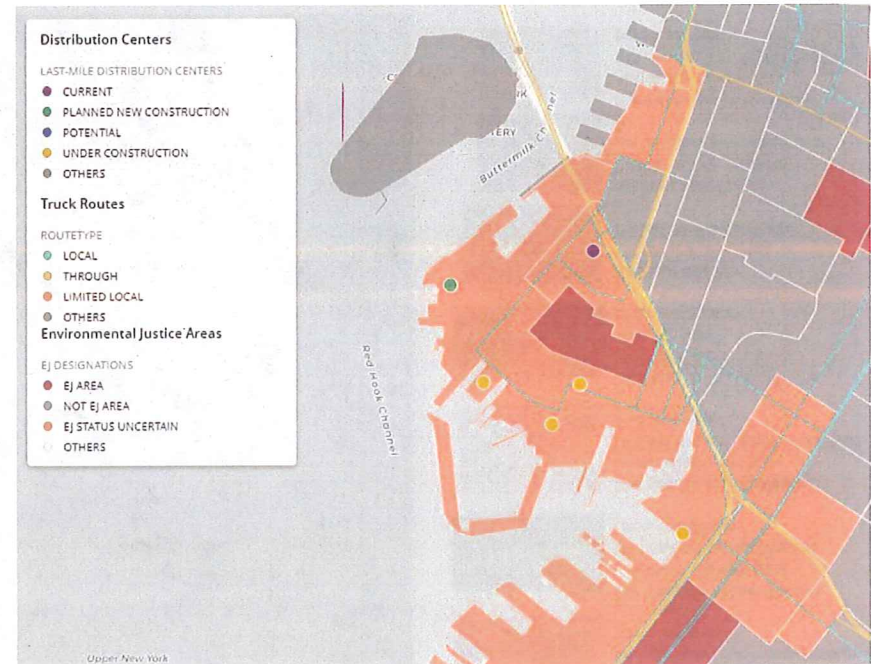 Distribution Centers
LAST-MILE DISTRIBUTION CENTERS
CURRENT
PLANNED NEW CONSTRUCTION
POTENTIAL
UNDER CONSTRUCTION
OTHERS
Truck Routes
ROUTETYPE
LOCAL
THROUGH
LIMITED LOCAL
OTHERS
Environmental Justice Areas
EJ DESIGNATIONS
EJ AREA
NOT EJ AREA
EJ STATUS UNCERTAIN
OTHERS
Buttermilk
TERY
Red Hook Channel
Upper New York